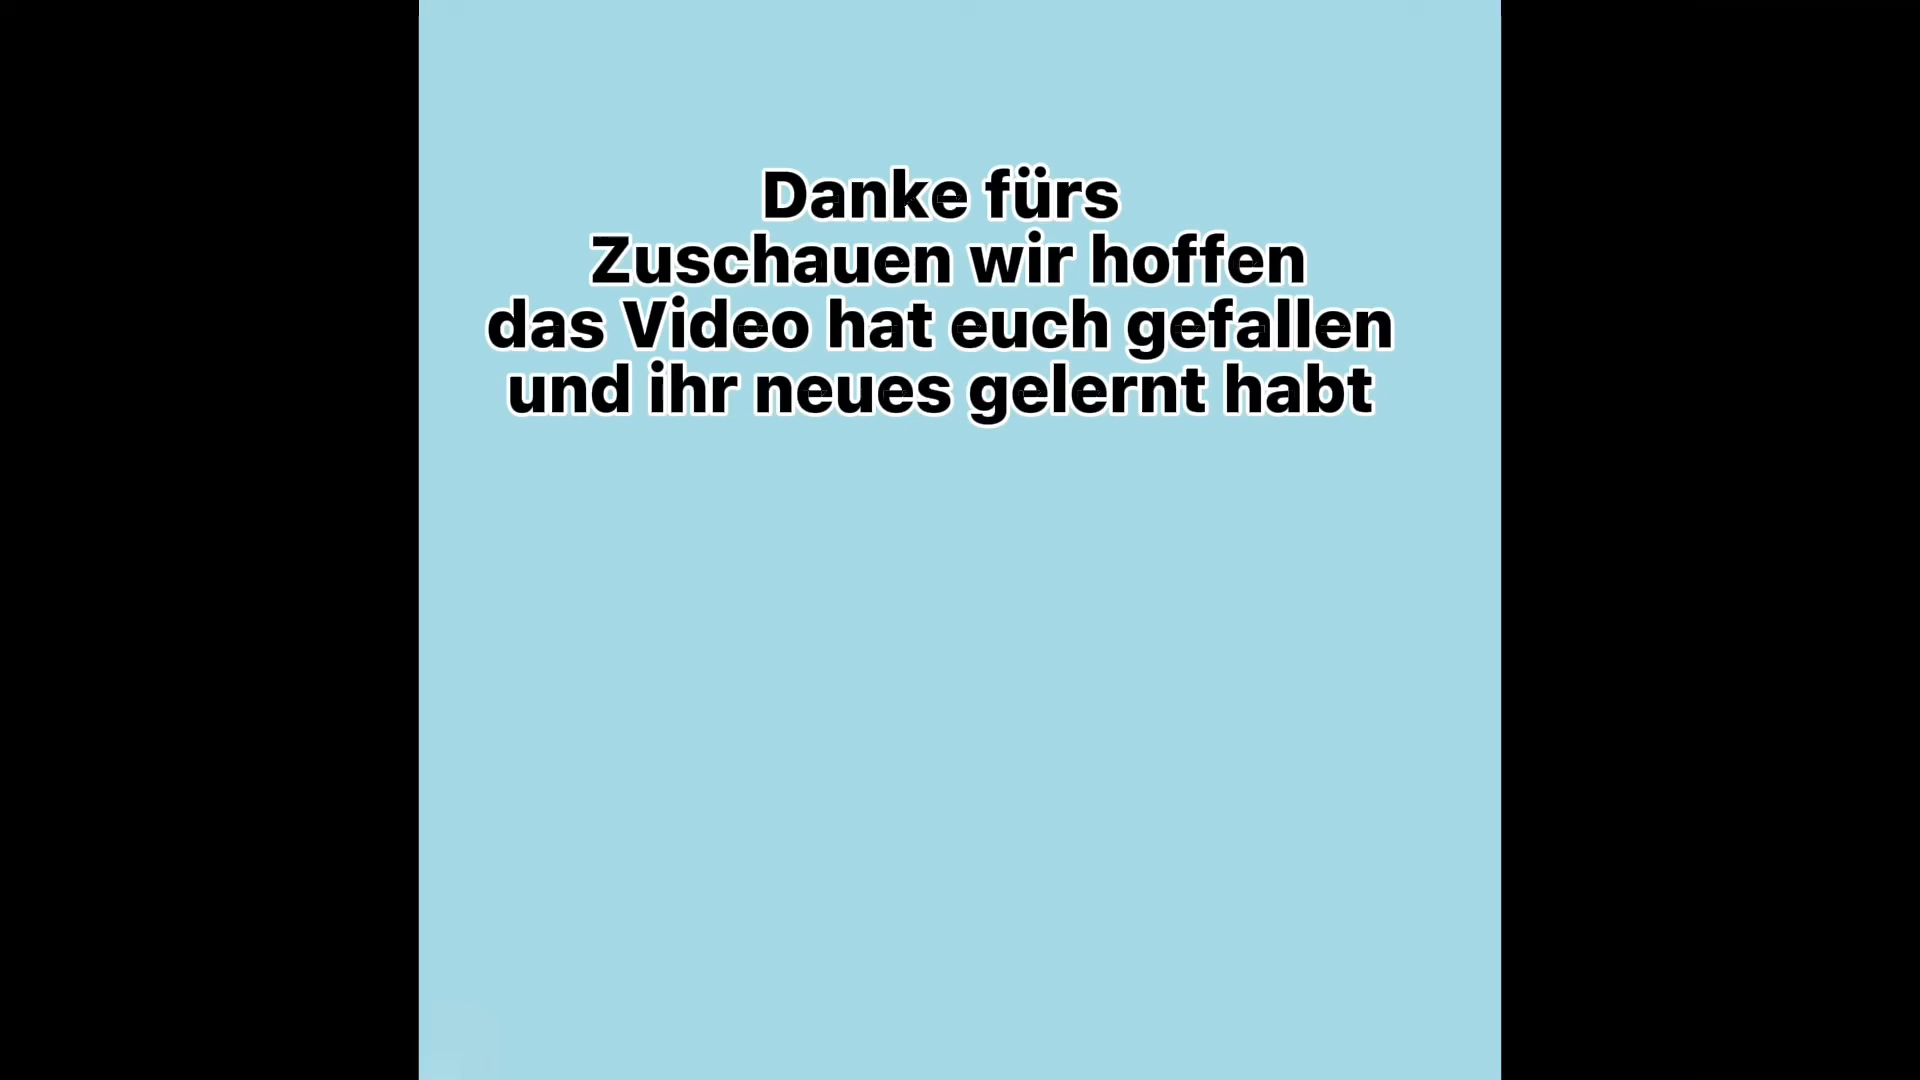 Danke fürs
Zuschauen wir hoffen
das Video hat euch gefallen
und ihr neues gelernt habt